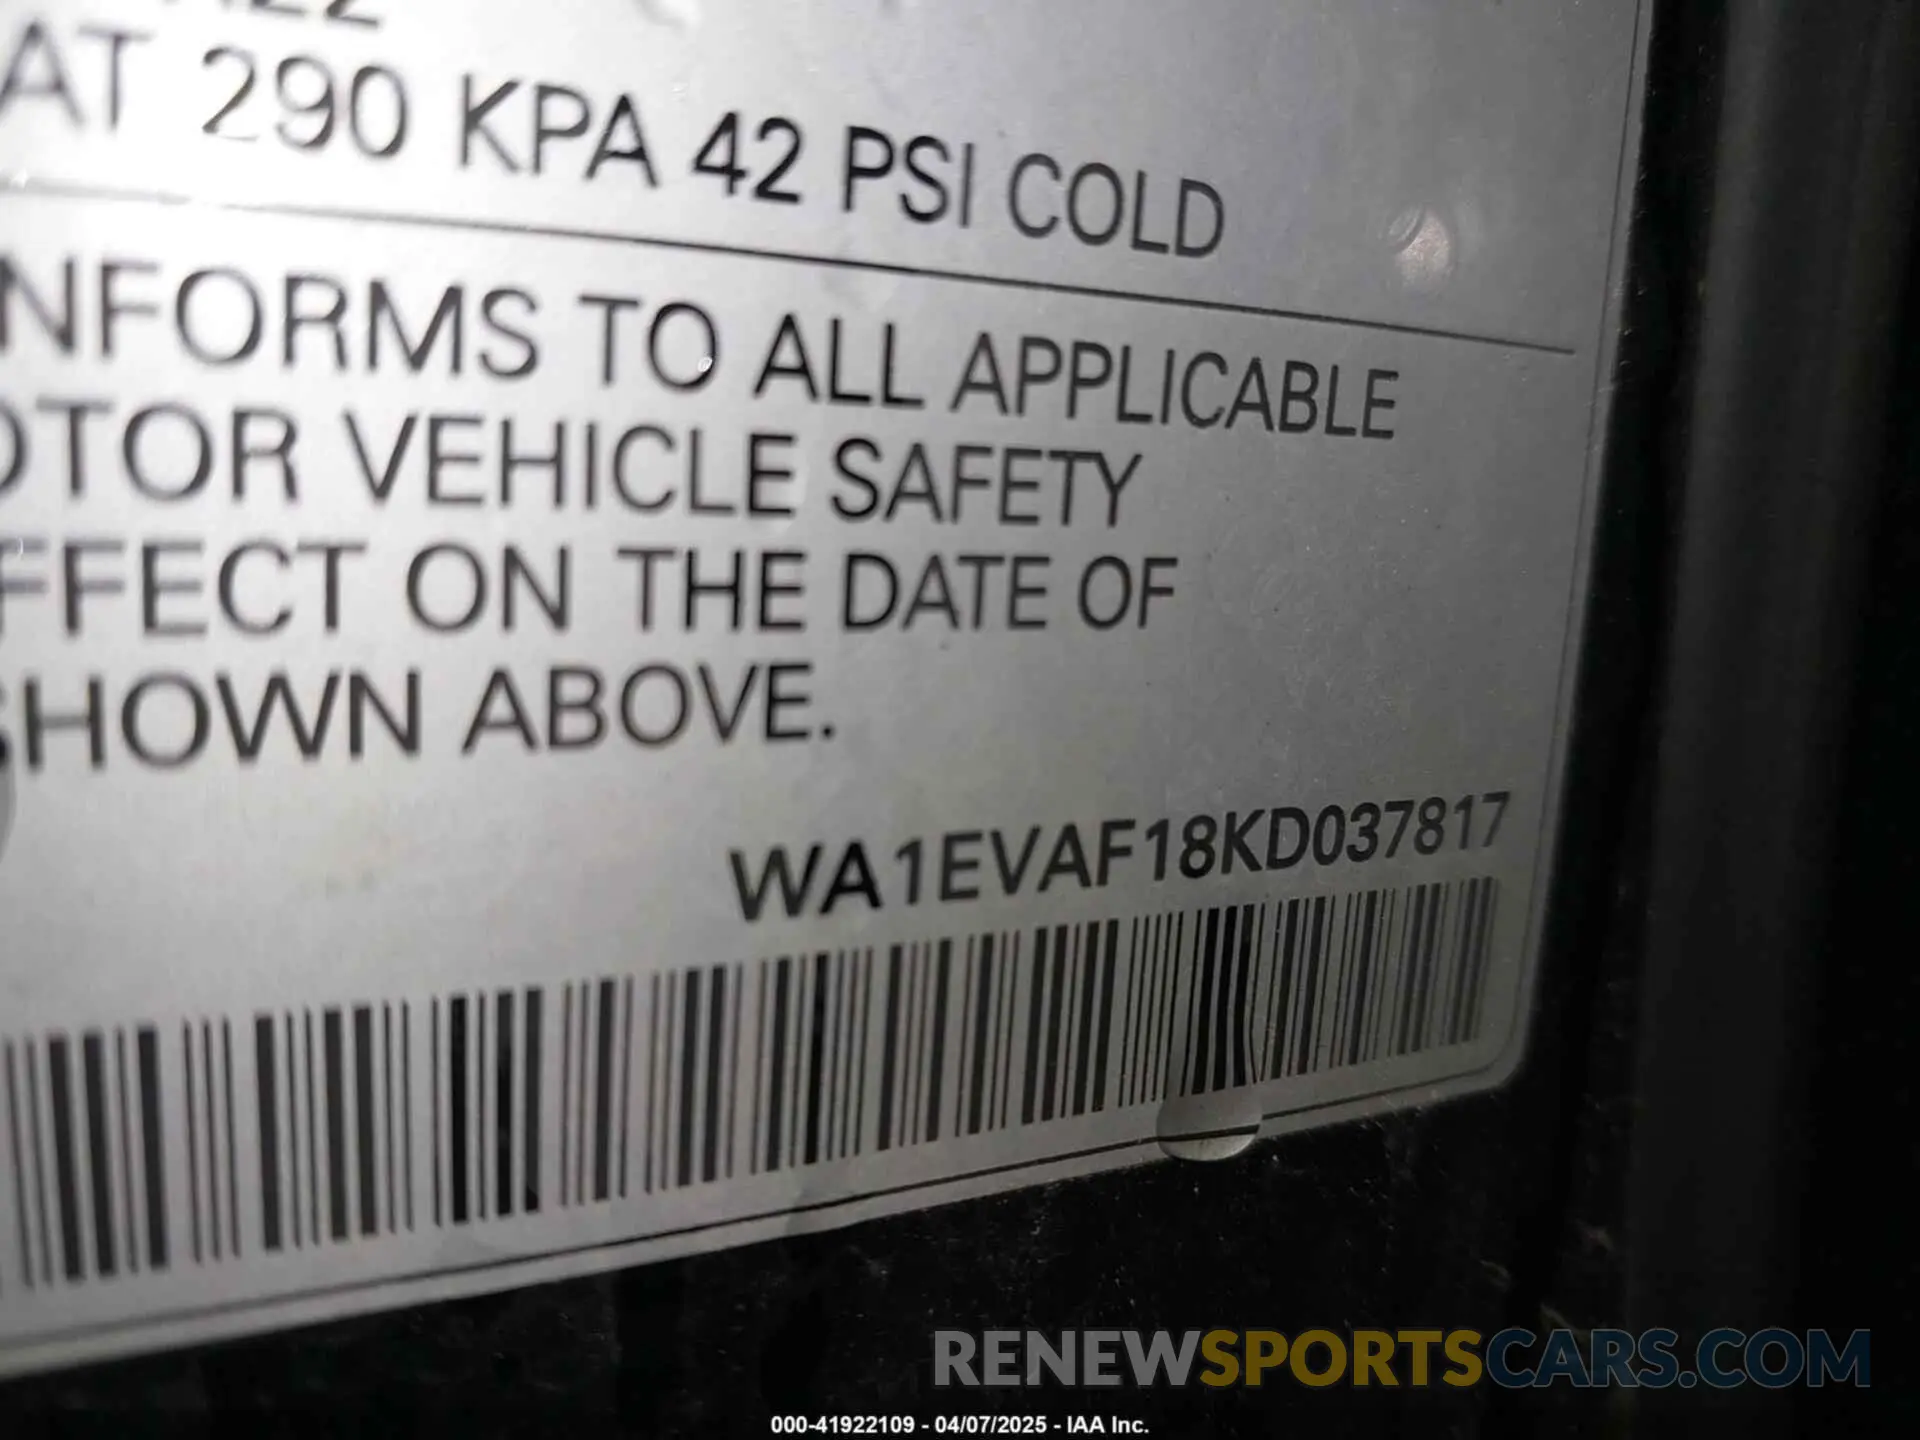 AT 290 KPA 42 PSI COLD
NFORMS TO ALL APPLICABLE
OTOR VEHICLE SAFETY
FFECT ON THE DATE OF
SHOWN ABOVE.
WA1EVAF18KD037817
RENEWSPORTSCARS.COM
000-41922109 - 04/07/2025 - IAA Inc.